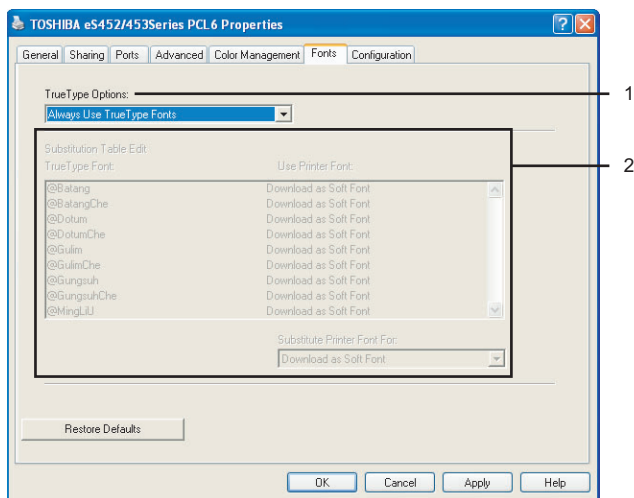 TOSHIBA eS452/453Series PCL6 Properties
General Sharing Ports Advanced Color Management Fonts Configuration
TrueType Options: 1
Always Use TrueType Fonts
Substitution Table Edit 2
TrueType Font: Use Printer Font:
@Batang Download as Soft Font
@BatangChe Download as Soft Font
@Dotum Download as Soft Font
@DotumChe Download as Soft Font
@Gulim Download as Soft Font
@GulimChe Download as Soft Font
@Gungsuh Download as Soft Font
@GungsuhChe Download as Soft Font
@MingLiU Download as Soft Font
Substitute Printer Font For:
Download as Soft Font
Restore Defaults
OK Cancel Apply Help